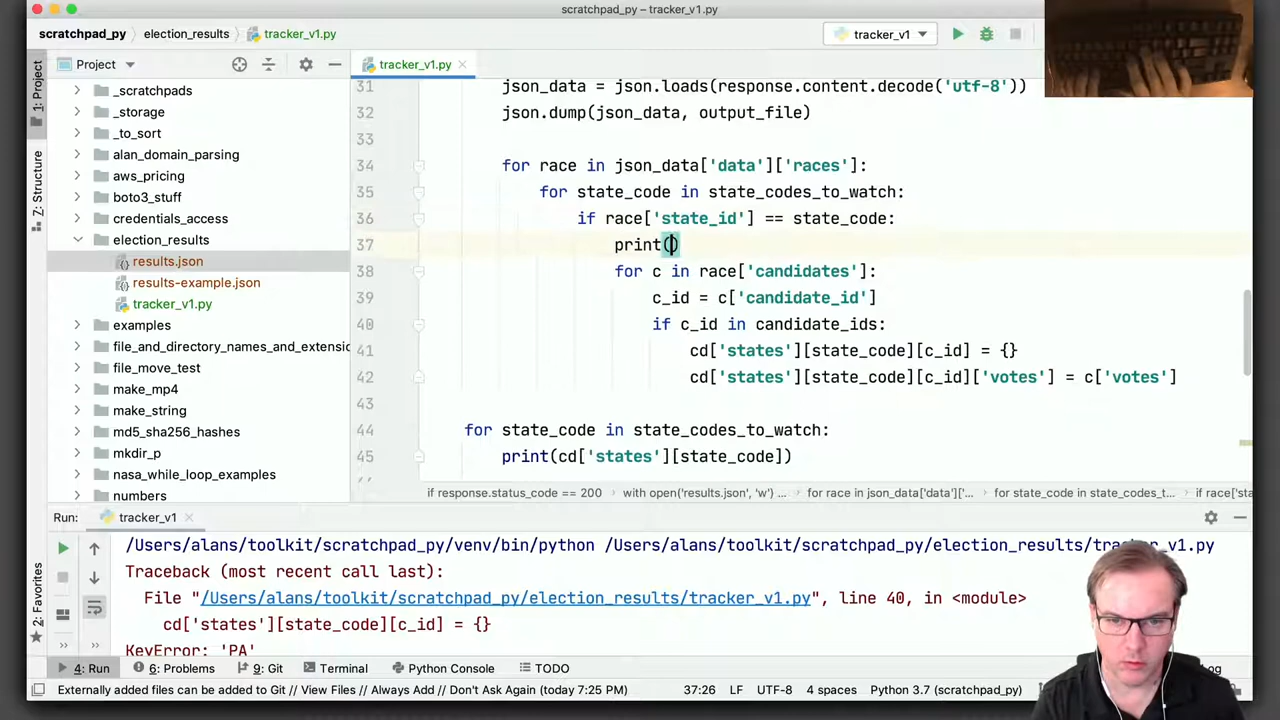 scratchpad_py – tracker_v1.py
scratchpad_py election_results tracker_v1.py tracker_v1
1: Project
Project
tracker_v1.py
_scratchpads
_storage
_to_sort
alan_domain_parsing
aws_pricing
boto3_stuff
credentials_access
election_results
results.json
results-example.json
tracker_v1.py
examples
file_and_directory_names_and_extensio
file_move_test
make_mp4
make_string
md5_sha256_hashes
mkdir_p
nasa_while_loop_examples
numbers
Z: Structure
31 json_data = json.loads(response.content.decode('utf-8'))
32 json.dump(json_data, output_file)
33
34 for race in json_data['data']['races']:
35 for state_code in state_codes_to_watch:
36 if race['state_id'] == state_code:
37 print()
38 for c in race['candidates']:
39 c_id = c['candidate_id']
40 if c_id in candidate_ids:
41 cd['states'][state_code][c_id] = {}
42 cd['states'][state_code][c_id]['votes'] = c['votes']
43
44 for state_code in state_codes_to_watch:
45 print(cd['states'][state_code])
if response.status_code == 200 with open('results.json', 'w') ... for race in json_data['data']['... for state_code in state_codes_t... if race['sta
Run: tracker_v1
2: Favorites
/Users/alans/toolkit/scratchpad_py/venv/bin/python /Users/alans/toolkit/scratchpad_py/election_results/tracker_v1.py
Traceback (most recent call last):
File "/Users/alans/toolkit/scratchpad_py/election_results/tracker_v1.py", line 40, in <module>
cd['states'][state_code][c_id] = {}
KeyError: 'PA'
4: Run 6: Problems 9: Git Terminal Python Console TODO
Externally added files can be added to Git // View Files // Always Add // Don't Ask Again (today 7:25 PM) 37:26 LF UTF-8 4 spaces Python 3.7 (scratchpad_py)